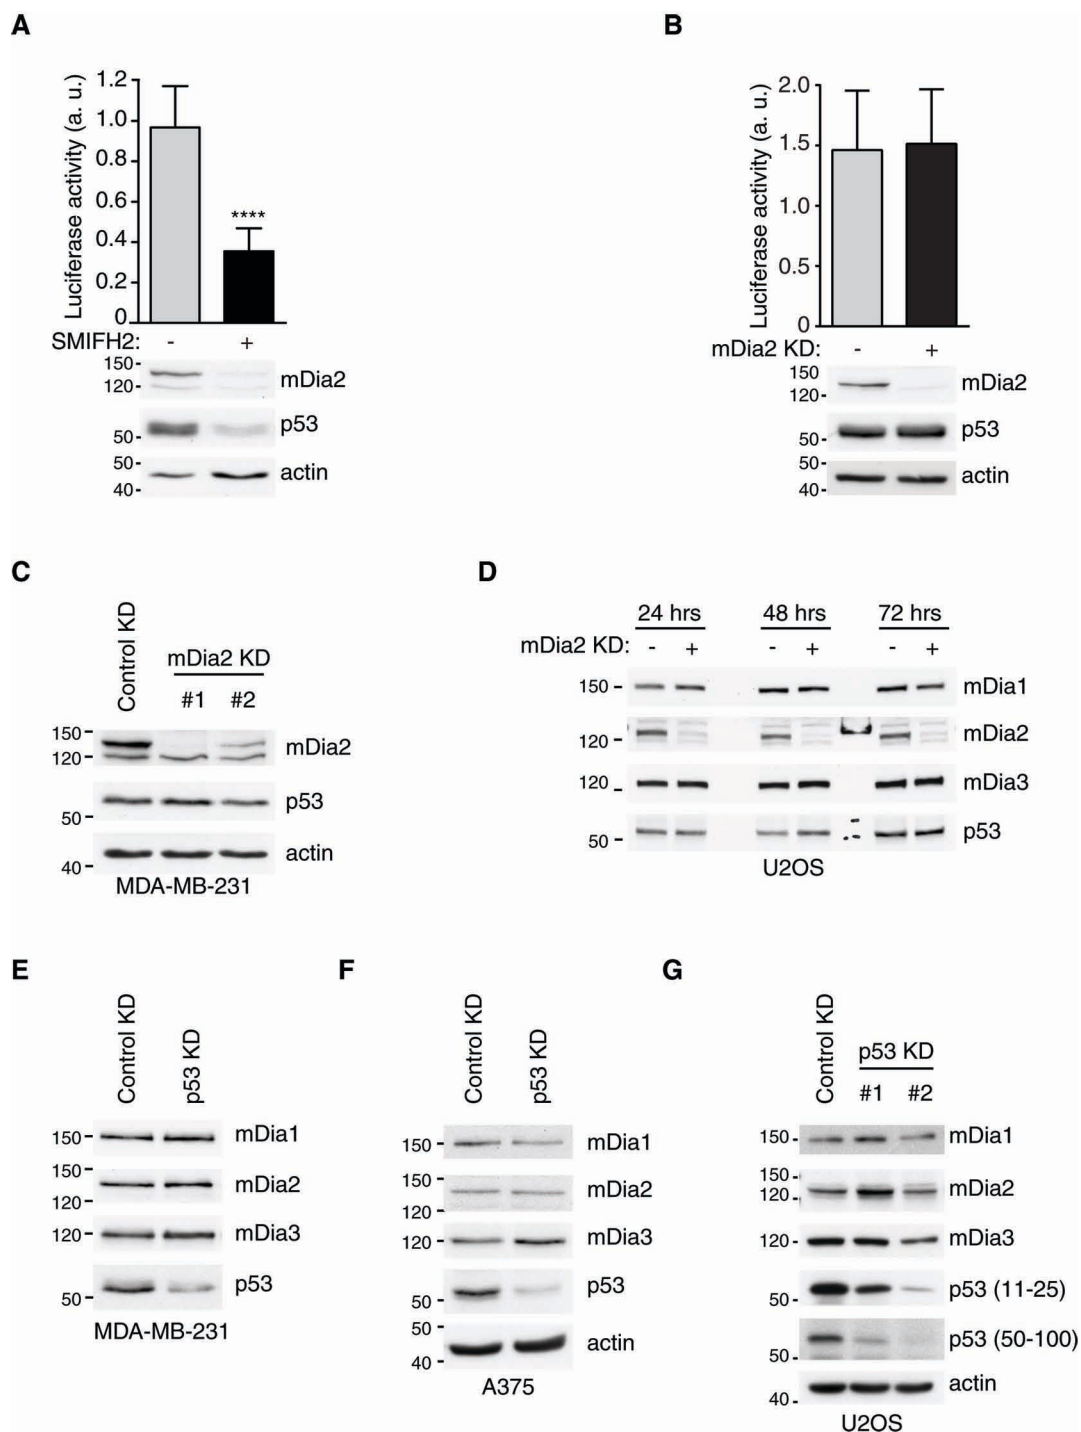 A
Luciferase activity (a. u.)
1.2
1.0
0.8
0.6
0.4
0.2
0
****
SMIFH2: - +
150
120
mDia2
50
p53
50
40
actin
B
Luciferase activity (a. u.)
2.0
1.5
1.0
0.5
0
mDia2 KD: - +
150
120
mDia2
50
p53
50
40
actin
C
Control KD
mDia2 KD
#1 #2
150
120
mDia2
50
p53
40
actin
MDA-MB-231
D
24 hrs 48 hrs 72 hrs
mDia2 KD: - + - + - +
150
mDia1
120
mDia2
120
mDia3
50
p53
U2OS
E
Control KD
p53 KD
150
mDia1
150
120
mDia2
120
mDia3
50
p53
MDA-MB-231
F
Control KD
p53 KD
150
mDia1
150
120
mDia2
120
mDia3
50
p53
50
40
actin
A375
G
Control KD
p53 KD
#1 #2
150
mDia1
150
120
mDia2
120
mDia3
50
p53 (11-25)
50
p53 (50-100)
40
actin
U2OS